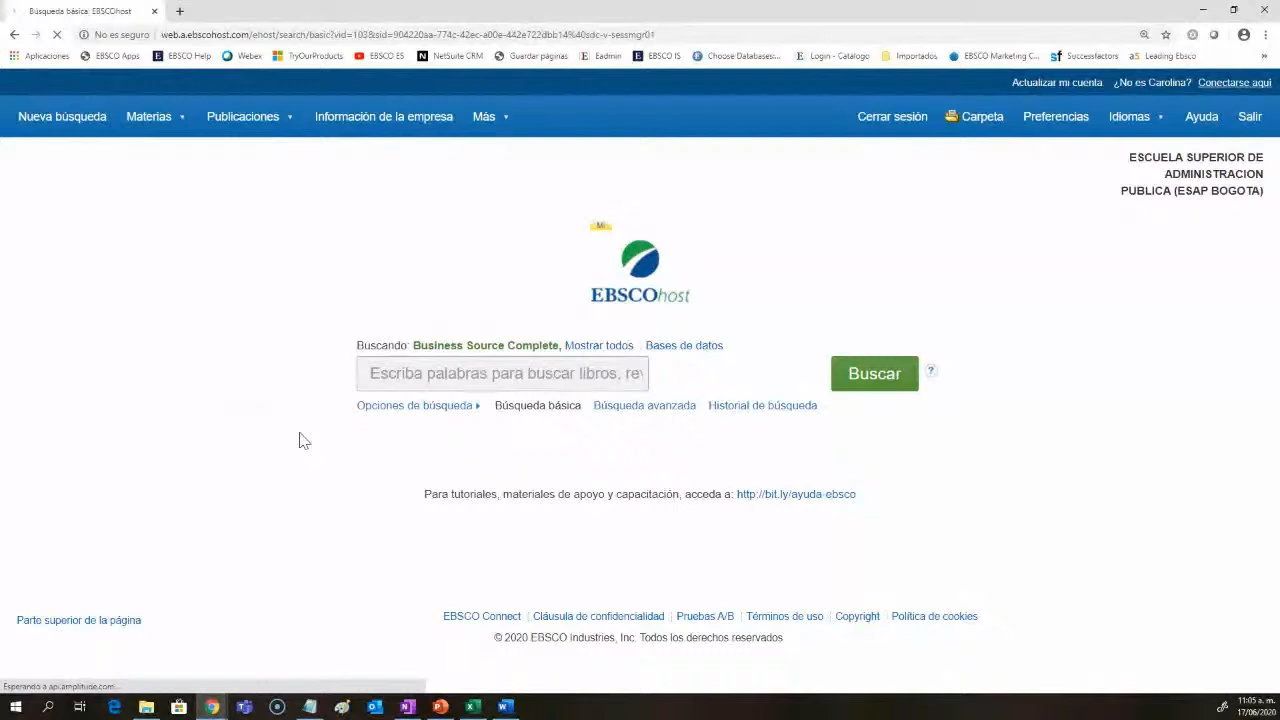 Búsqueda básica: EBSCOhost
No es seguro | web.a.ebscohost.com/ehost/search/basic?vid=103&sid=904220aa-774c-42ec-a00e-442e722dbb14%40sdc-v-sessmgr01
Aplicaciones EBSCO Apps EBSCO Help Webex TryOurProducts EBSCO ES NetSuite CRM Guardar páginas Eadmin EBSCO IS Choose Databases:... Login - Catálogo Importados EBSCO Marketing C... Successfactors Leading Ebsco
Actualizar mi cuenta ¿No es Carolina? Conectarse aquí
Nueva búsqueda Materias Publicaciones Información de la empresa Más Cerrar sesión Carpeta Preferencias Idiomas Ayuda Salir
ESCUELA SUPERIOR DE
ADMINISTRACION
PUBLICA (ESAP BOGOTA)
Mi
EBSCOhost
Buscando: Business Source Complete, Mostrar todos | Bases de datos
Escriba palabras para buscar libros, rev
Buscar
?
Opciones de búsqueda Búsqueda básica Búsqueda avanzada Historial de búsqueda
Para tutoriales, materiales de apoyo y capacitación, acceda a: http://bit.ly/ayuda-ebsco
Parte superior de la página
EBSCO Connect | Cláusula de confidencialidad | Pruebas A/B | Términos de uso | Copyright | Política de cookies
© 2020 EBSCO Industries, Inc. Todos los derechos reservados
Esperando a api.amplitude.com...
11:05 a. m.
17/06/2020